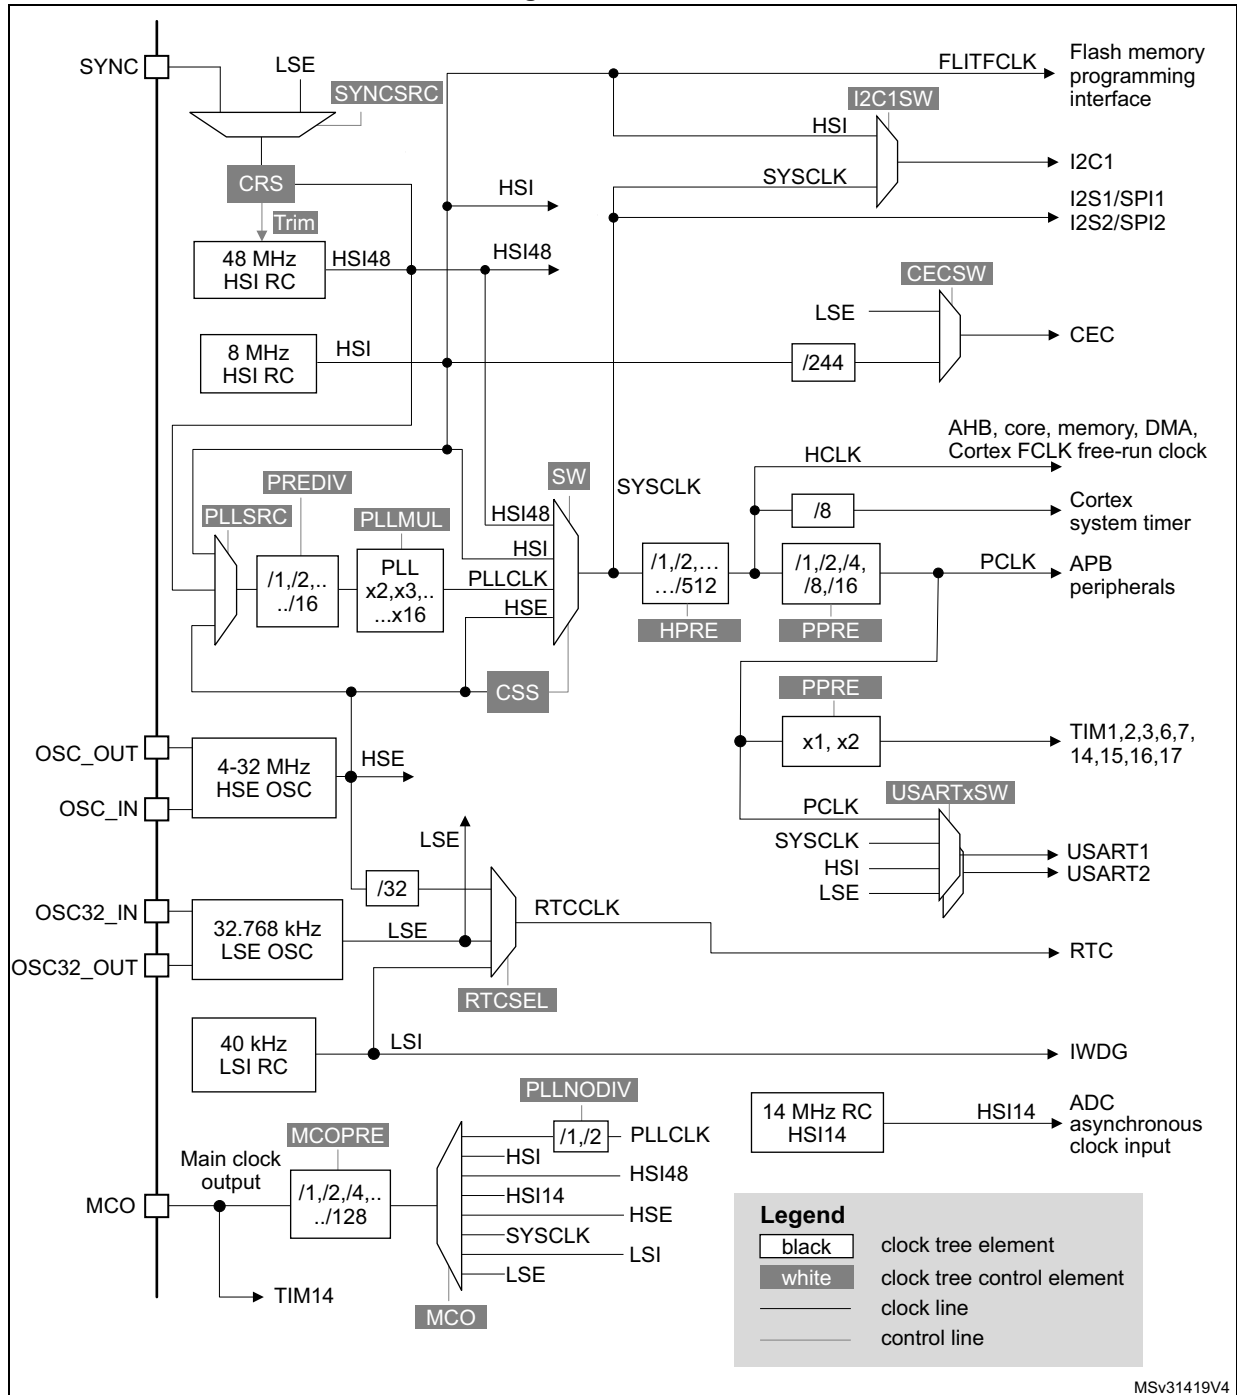 SYNC
LSE
SYNCSRC
CRS
Trim
48 MHz
HSI RC
HSI48
HSI
HSI48
8 MHz
HSI RC
HSI
FLITFCLK
Flash memory
programming
interface
I2C1SW
HSI
SYSCLK
I2C1
I2S1/SPI1
I2S2/SPI2
CECSW
LSE
/244
CEC
AHB, core, memory, DMA,
Cortex FCLK free-run clock
HCLK
/8
Cortex
system timer
PLLSRC
PREDIV
/1,/2,..
../16
PLLMUL
PLL
x2,x3,..
...x16
SW
HSI48
HSI
PLLCLK
HSE
SYSCLK
/1,/2,…
…/512
HPRE
/1,/2,/4,
/8,/16
PPRE
PCLK
APB
peripherals
CSS
PPRE
x1, x2
TIM1,2,3,6,7,
14,15,16,17
OSC_OUT
OSC_IN
4-32 MHz
HSE OSC
HSE
USARTxSW
PCLK
SYSCLK
HSI
LSE
USART1
USART2
LSE
/32
OSC32_IN
OSC32_OUT
32.768 kHz
LSE OSC
LSE
RTCCLK
RTCSEL
RTC
40 kHz
LSI RC
LSI
IWDG
14 MHz RC
HSI14
HSI14
ADC
asynchronous
clock input
PLLNODIV
/1,/2
PLLCLK
HSI
HSI48
HSI14
HSE
SYSCLK
LSI
LSE
MCO
MCOPRE
/1,/2,/4,..
../128
Main clock
output
MCO
TIM14
Legend
black
clock tree element
white
clock tree control element
clock line
control line
MSv31419V4